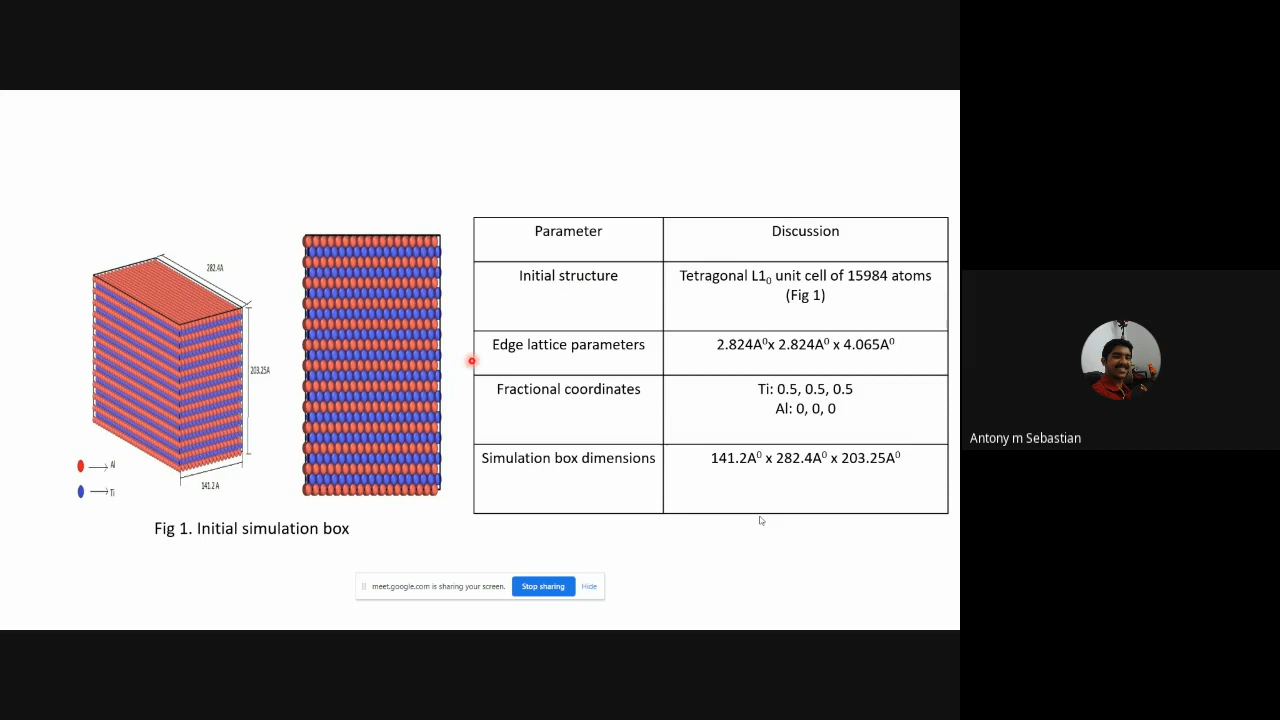 282.4A
203.25A
Al
Ti
141.2 A
Fig 1. Initial simulation box
Parameter
Discussion
Initial structure
Tetragonal L1₀ unit cell of 15984 atoms
(Fig 1)
Edge lattice parameters
2.824A⁰x 2.824A⁰ x 4.065A⁰
Fractional coordinates
Ti: 0.5, 0.5, 0.5
Al: 0, 0, 0
Simulation box dimensions
141.2A⁰ x 282.4A⁰ x 203.25A⁰
meet.google.com is sharing your screen.
Stop sharing
Hide
Antony m Sebastian